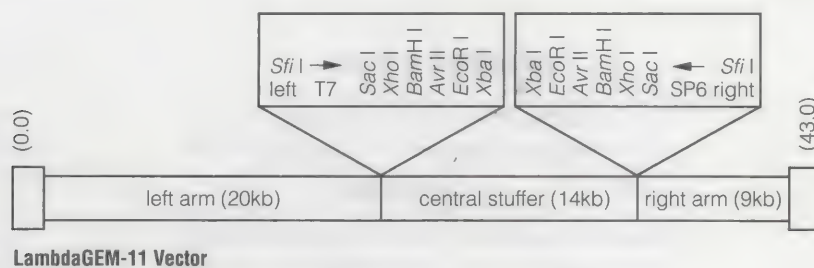 Sfi I → Sac I Xho I BamH I Avr II EcoR I Xba I
left T7
Xba I EcoR I Avr II BamH I Xho I Sac I ← Sfi I
SP6 right
(0.0)
(43.0)
left arm (20kb)
central stuffer (14kb)
right arm (9kb)
LambdaGEM-11 Vector